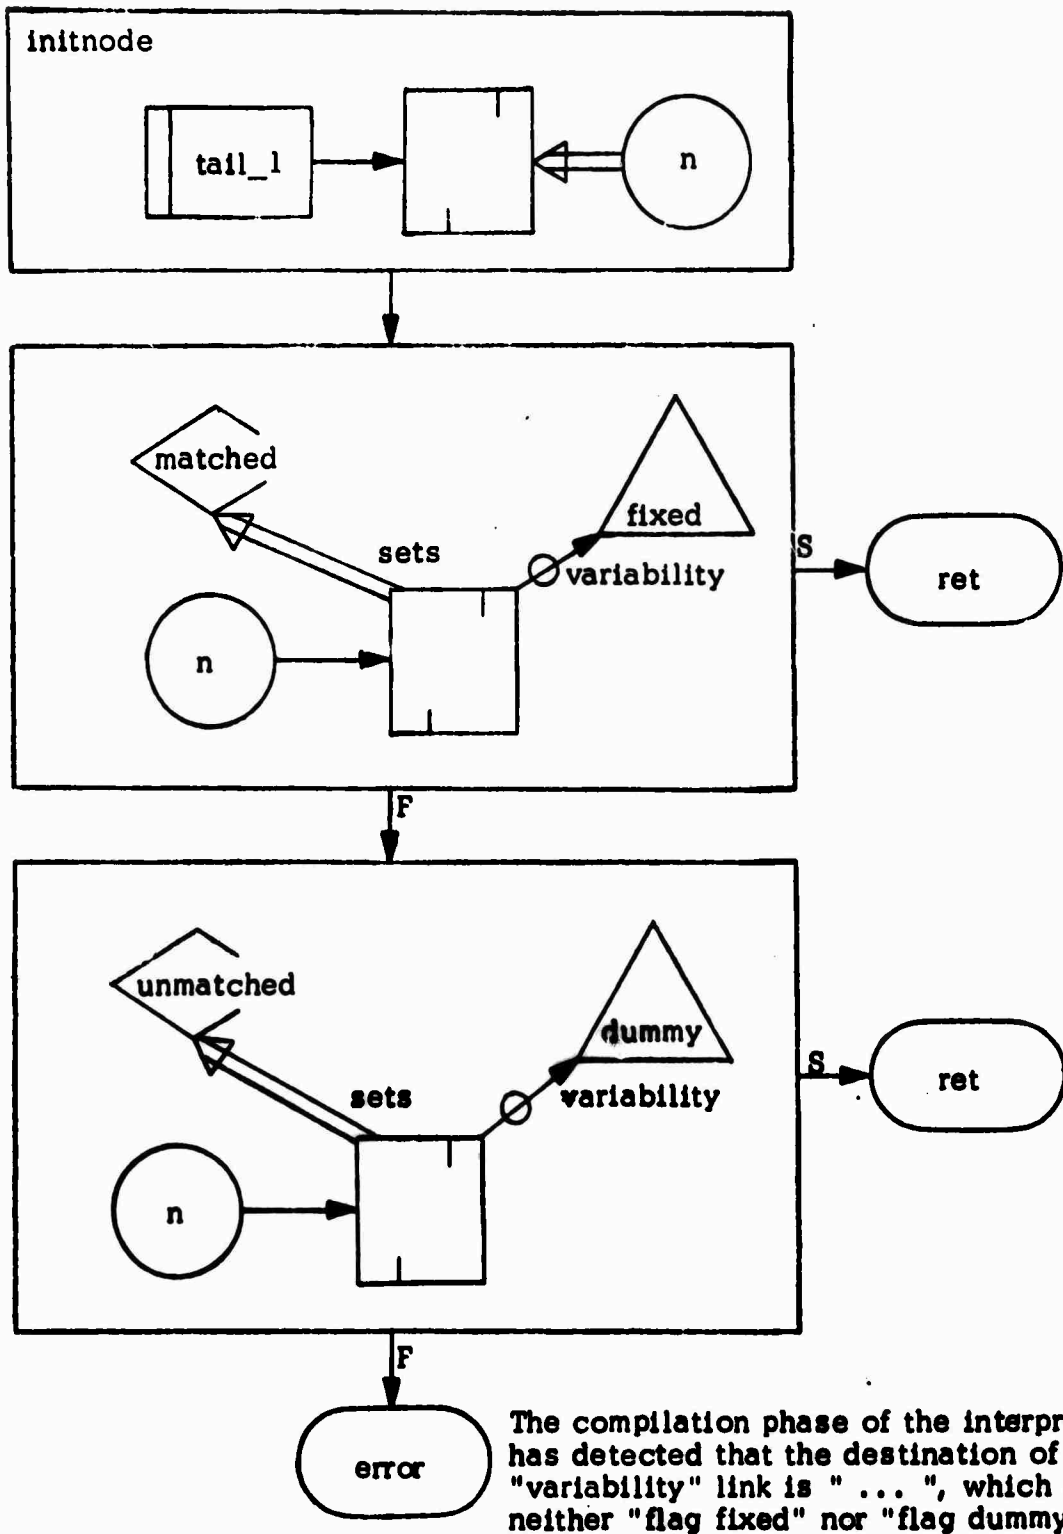 initnode
tail_1
n
matched
fixed
sets
variability
S
ret
n
F
unmatched
dummy
sets
variability
S
ret
n
F
error
The compilation phase of the interpr
has detected that the destination of
"variability" link is " ... ", which
neither "flag fixed" nor "flag dummy